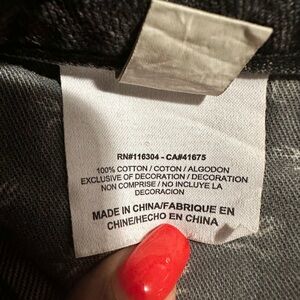 RN#116304 - CA#41675
100% COTTON / COTON / ALGODON
EXCLUSIVE OF DECORATION / DECORATION
NON COMPRISE / NO INCLUYE LA
DECORACION
MADE IN CHINA/FABRIQUE EN
CHINE/HECHO EN CHINA